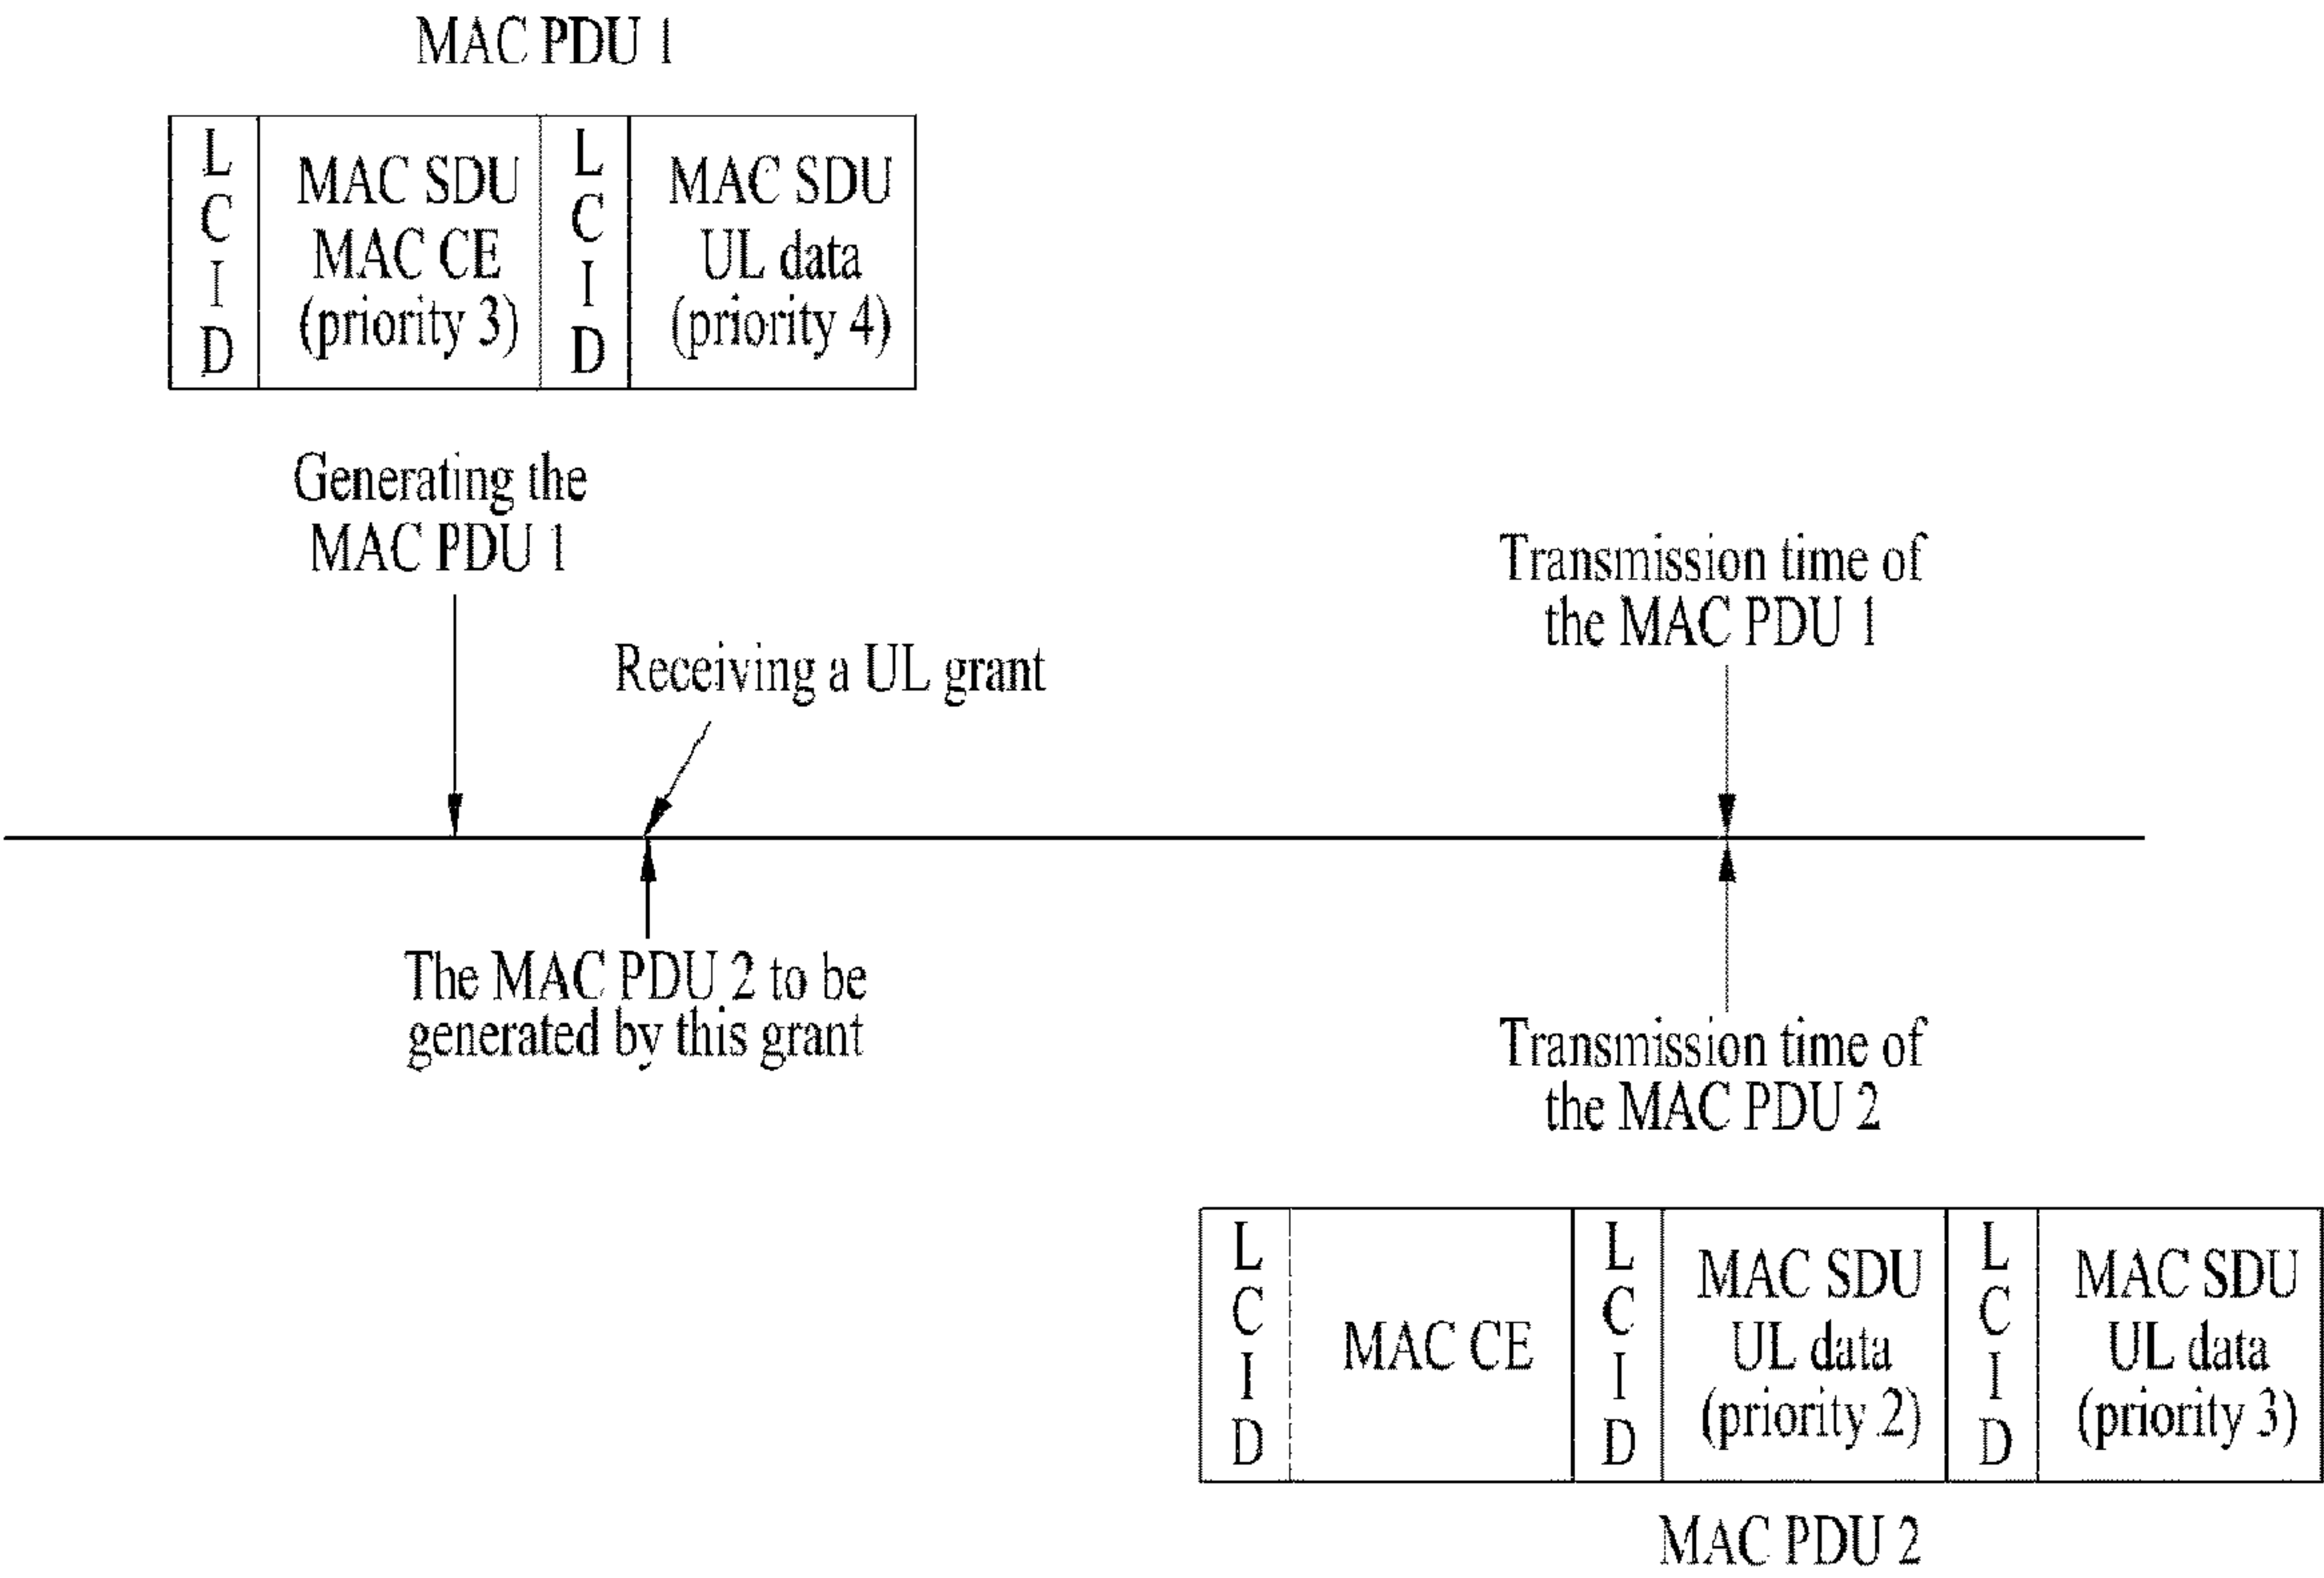 MAC PDU 1
L
C
I
D
MAC SDU
MAC CE
(priority 3)
L
C
I
D
MAC SDU
UL data
(priority 4)
Generating the
MAC PDU 1
Receiving a UL grant
Transmission time of
the MAC PDU 1
The MAC PDU 2 to be
generated by this grant
Transmission time of
the MAC PDU 2
L
C
I
D
MAC CE
L
C
I
D
MAC SDU
UL data
(priority 2)
L
C
I
D
MAC SDU
UL data
(priority 3)
MAC PDU 2